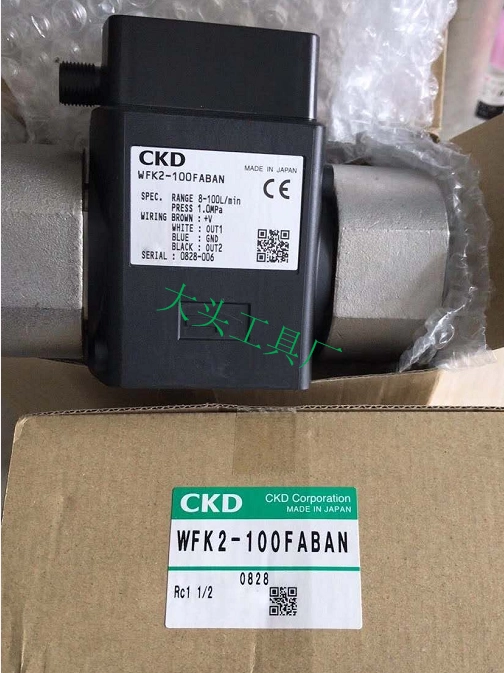 CKD
MADE IN JAPAN
WFK2-100FABAN
CE
SPEC. RANGE 8-100L/min
PRESS 1.0MPa
WIRING BROWN : +V
WHITE : OUT1
BLUE : GND
BLACK : OUT2
SERIAL : 0828-006
大头工具厂
CKD CKD Corporation
MADE IN JAPAN
WFK2-100FABAN
0828
Rc1 1/2